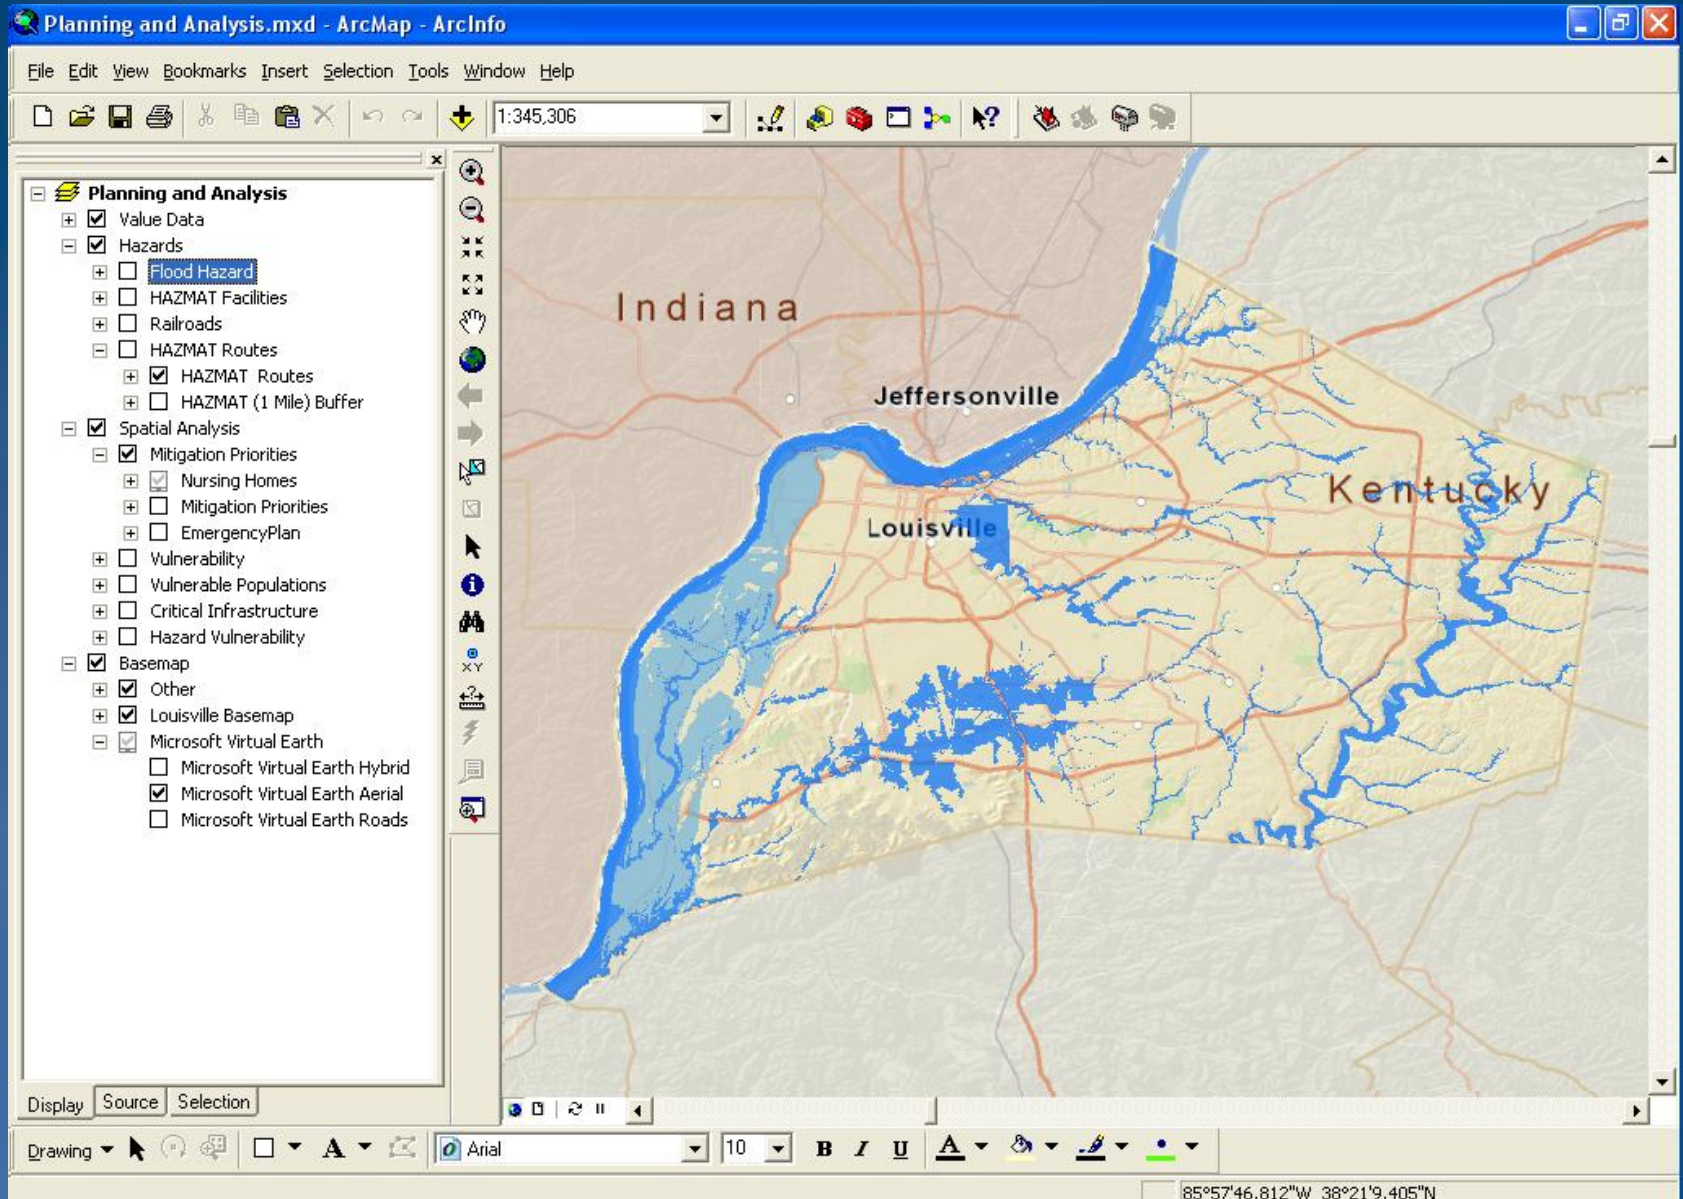 Planning and Analysis.mxd - ArcMap - ArcInfo
File Edit View Bookmarks Insert Selection Tools Window Help
1:345,306
Planning and Analysis
Value Data
Hazards
Flood Hazard
HAZMAT Facilities
Railroads
HAZMAT Routes
HAZMAT Routes
HAZMAT (1 Mile) Buffer
Spatial Analysis
Mitigation Priorities
Nursing Homes
Mitigation Priorities
EmergencyPlan
Vulnerability
Vulnerable Populations
Critical Infrastructure
Hazard Vulnerability
Basemap
Other
Louisville Basemap
Microsoft Virtual Earth
Microsoft Virtual Earth Hybrid
Microsoft Virtual Earth Aerial
Microsoft Virtual Earth Roads
XY
Indiana
Jeffersonville
Kentucky
Louisville
Display Source Selection
Drawing A Arial 10 B I U A
85°57'46.812"W 38°21'9.405"N